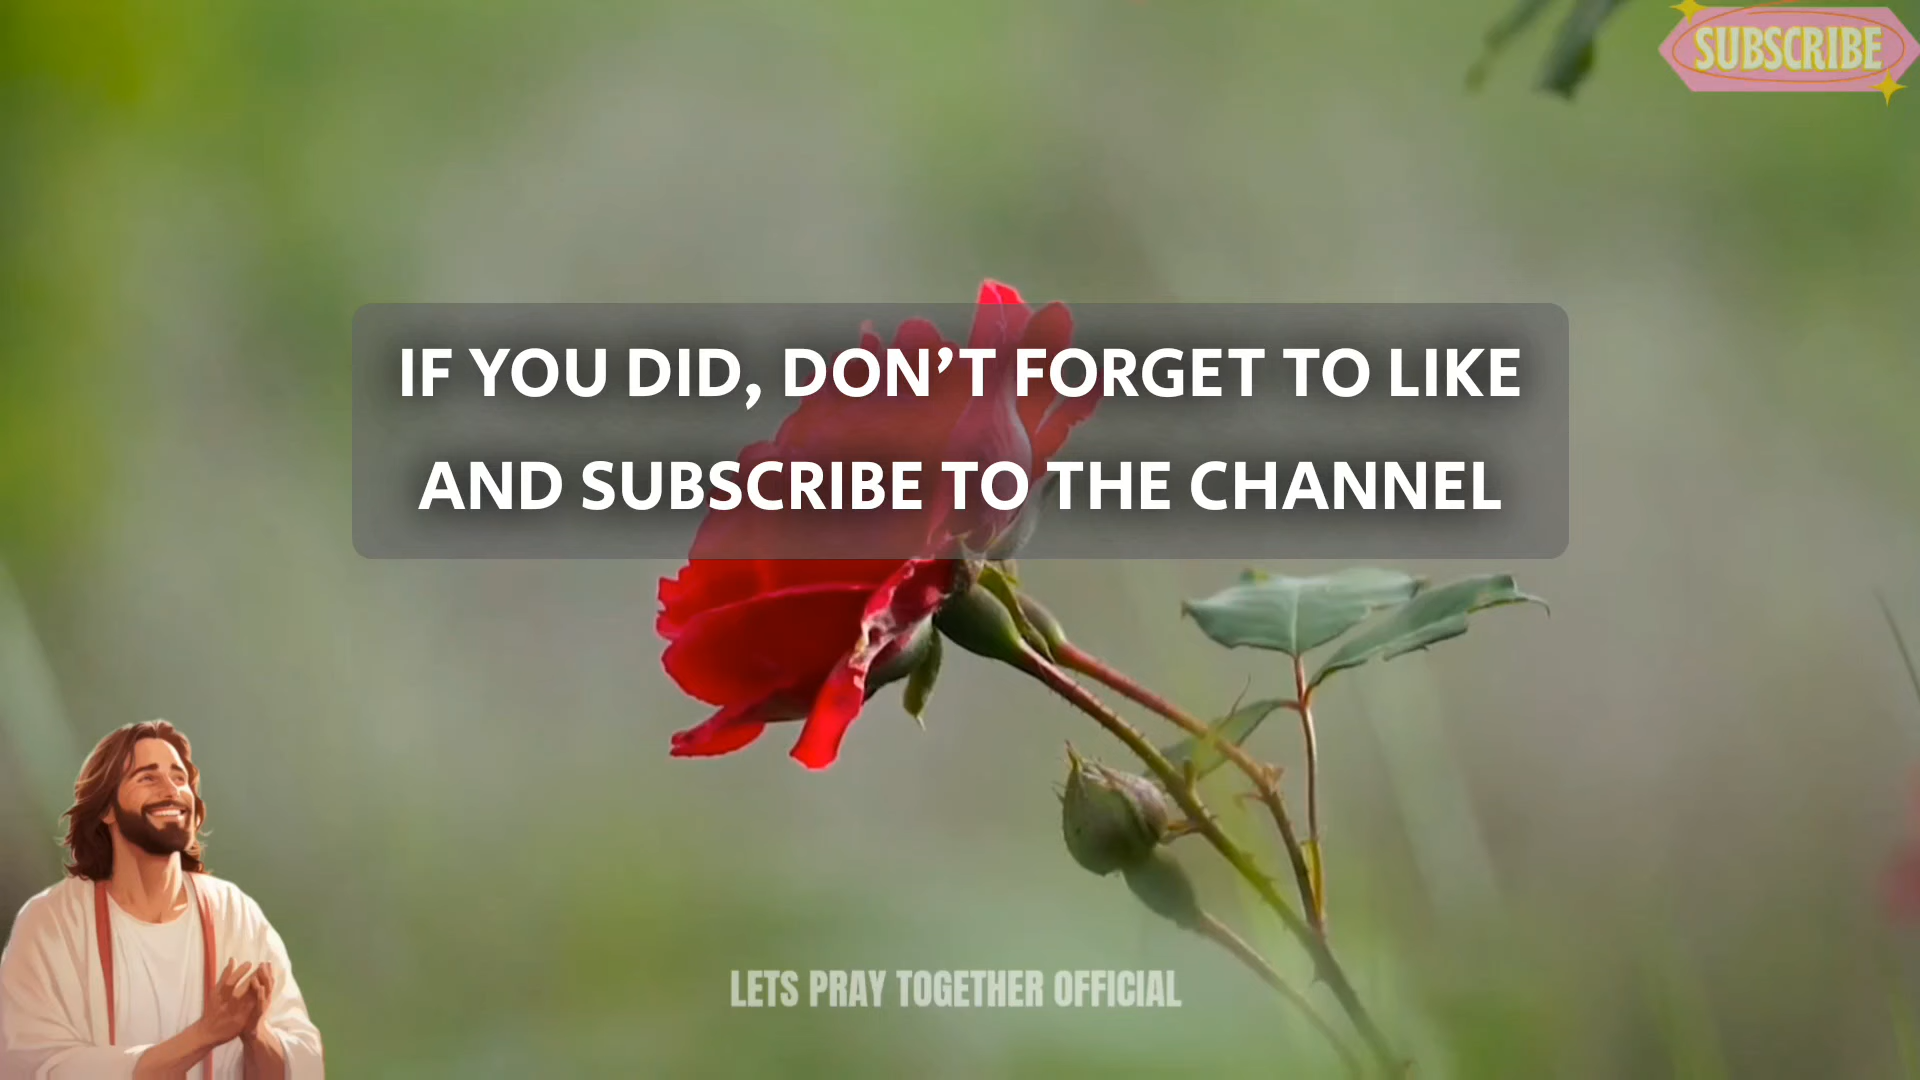 SUBSCRIBE
IF YOU DID, DON’T FORGET TO LIKE
AND SUBSCRIBE TO THE CHANNEL
LETS PRAY TOGETHER OFFICIAL